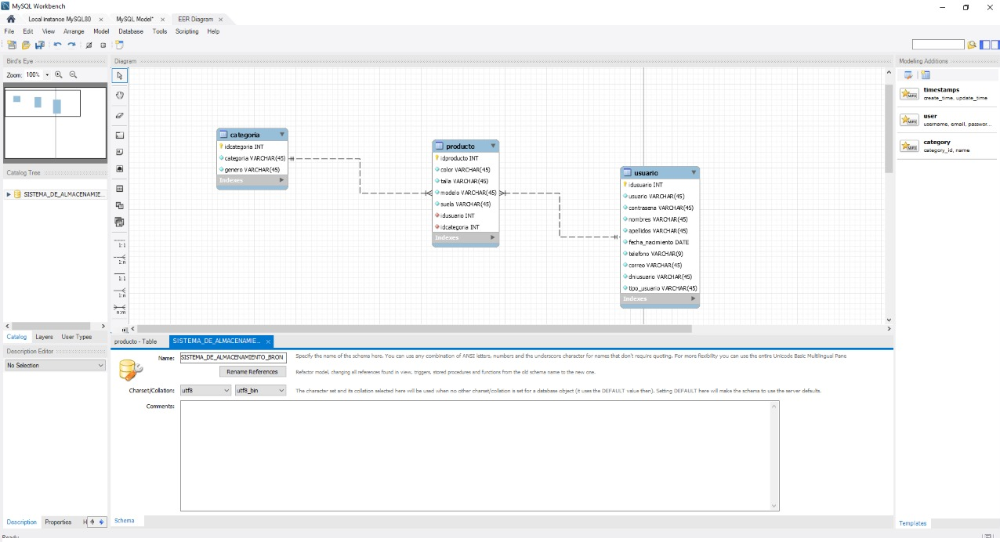 MySQL Workbench
Local instance MySQL80 × MySQL Model* × EER Diagram ×
File Edit View Arrange Model Database Tools Scripting Help
Bird's Eye
Zoom: 100%
Catalog Tree
SISTEMA_DE_ALMACENAMIE...
Catalog Layers User Types
Description Editor
No Selection
Description Properties H
Ready
Diagram
1:1
1:n
1:1
1:n
n:m
categoria
idcategoria INT
categoria VARCHAR(45)
genero VARCHAR(45)
Indexes
producto
idproducto INT
color VARCHAR(45)
talla VARCHAR(45)
modelo VARCHAR(45)
suela VARCHAR(45)
idusuario INT
idcategoria INT
Indexes
usuario
idusuario INT
usuario VARCHAR(45)
contrasena VARCHAR(45)
nombres VARCHAR(45)
apellidos VARCHAR(45)
fecha_nacimiento DATE
telefono VARCHAR(9)
correo VARCHAR(45)
dniusuario VARCHAR(45)
tipo_usuario VARCHAR(45)
Indexes
producto - Table SISTEMA_DE_ALMACENAMIE... ×
Name: SISTEMA_DE_ALMACENAMIENTO_BRON Specify the name of the schema here. You can use any combination of ANSI letters, numbers and the underscore character for names that don't require quoting. For more flexibility you can use the entire Unicode Basic Multilingual Pane
Rename References Refactor model, changing all references found in view, triggers, stored procedures and functions from the old schema name to the new one.
Charset/Collation: utf8 utf8_bin The character set and its collation selected here will be used when no other charset/collation is set for a database object (it uses the DEFAULT value then). Setting DEFAULT here will make the schema to use the server defaults.
Comments:
Schema
Modeling Additions
timestamps
create_time, update_time
user
username, email, passwor...
category
category_id, name
Templates